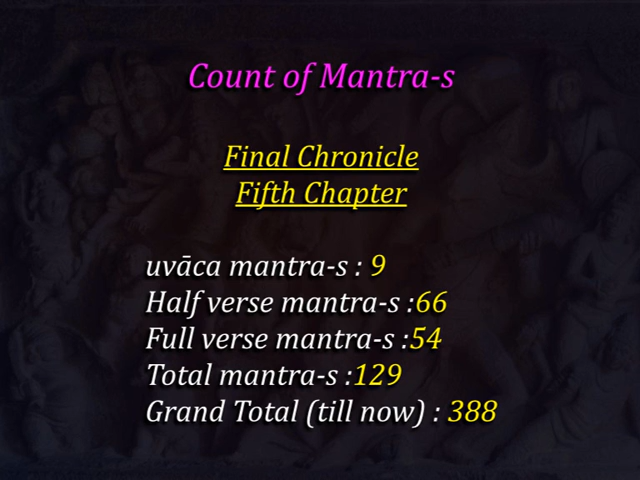 Count of Mantra-s
Final Chronicle
Fifth Chapter
uvāca mantra-s : 9
Half verse mantra-s :66
Full verse mantra-s :54
Total mantra-s :129
Grand Total (till now) : 388